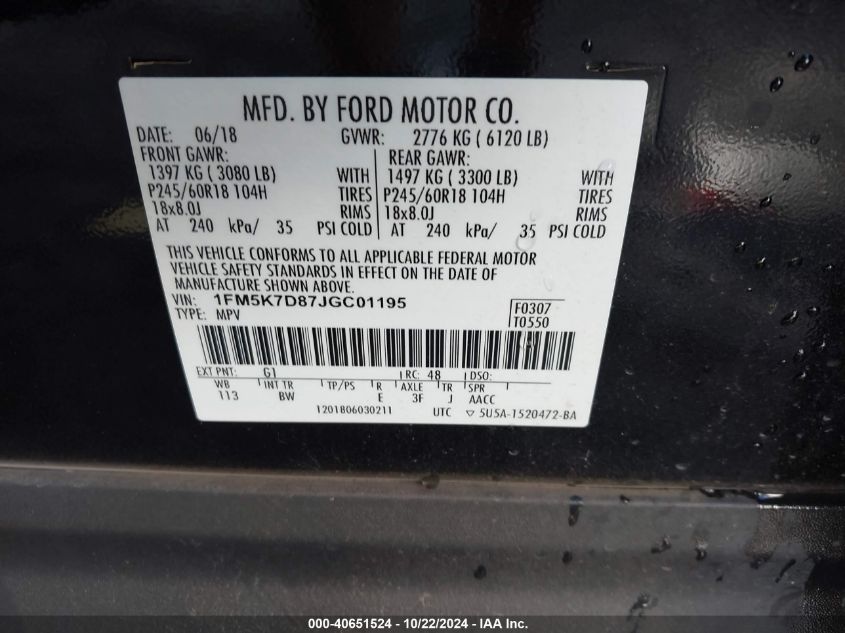 MFD. BY FORD MOTOR CO.
DATE: 06/18 GVWR: 2776 KG ( 6120 LB)
FRONT GAWR: REAR GAWR:
1397 KG ( 3080 LB) WITH 1497 KG ( 3300 LB) WITH
P245/60R18 104H TIRES P245/60R18 104H TIRES
18x8.0J RIMS 18x8.0J RIMS
AT 240 kPa/ 35 PSI COLD AT 240 kPa/ 35 PSI COLD
THIS VEHICLE CONFORMS TO ALL APPLICABLE FEDERAL MOTOR
VEHICLE SAFETY STANDARDS IN EFFECT ON THE DATE OF
MANUFACTURE SHOWN ABOVE.
VIN: 1FM5K7D87JGC01195 F0307
TYPE: MPV T0550
EXT PNT: G1 RC: 48 DSO:
WB INT TR TP/PS R AXLE TR SPR
113 BW E 3F J AACC
1201806030211 UTC ▽ 5U5A-1520472-BA
000-40651524 - 10/22/2024 - IAA Inc.